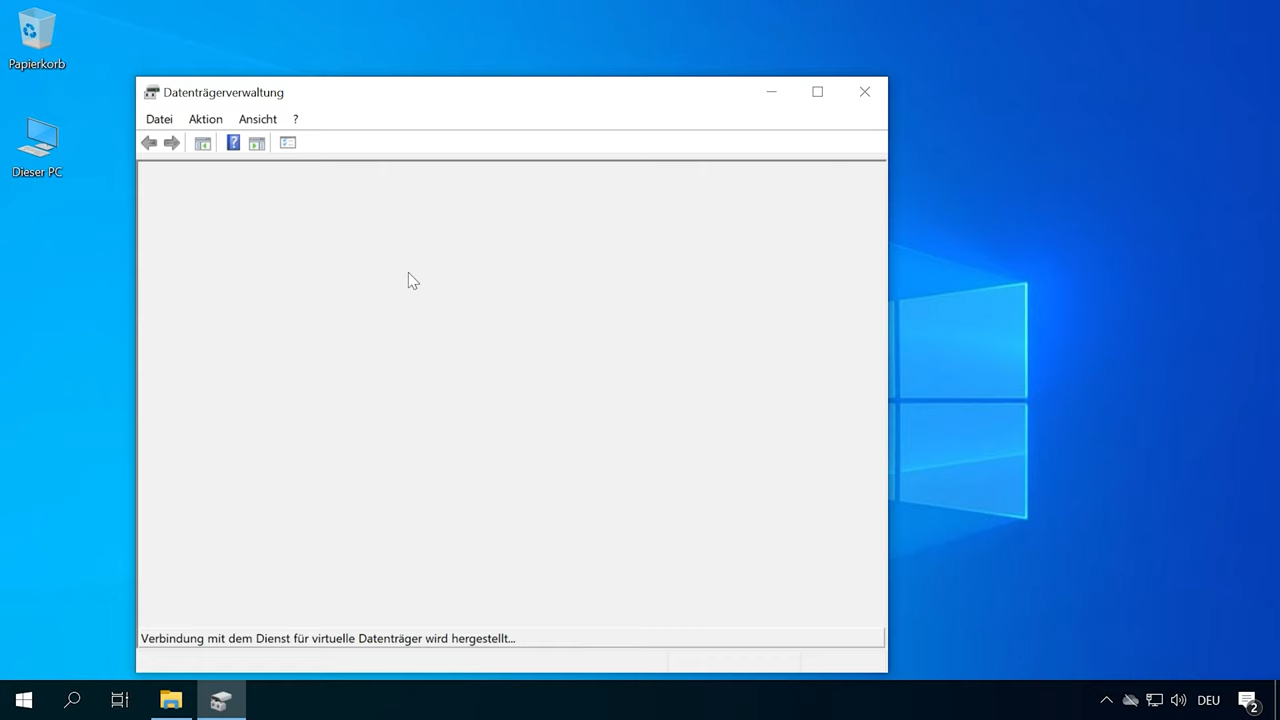 Papierkorb
Dieser PC
Datenträgerverwaltung
Datei Aktion Ansicht ?
Verbindung mit dem Dienst für virtuelle Datenträger wird hergestellt...
DEU
2